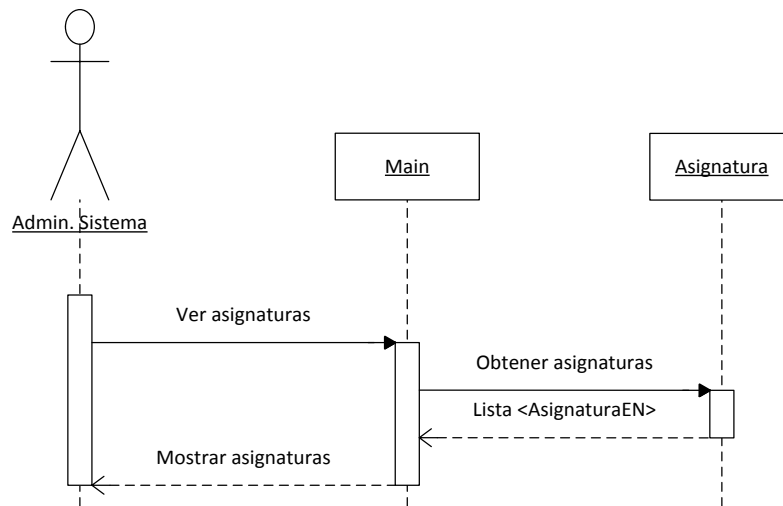 Main
Asignatura
Admin. Sistema
Ver asignaturas
Obtener asignaturas
Lista <AsignaturaEN>
Mostrar asignaturas